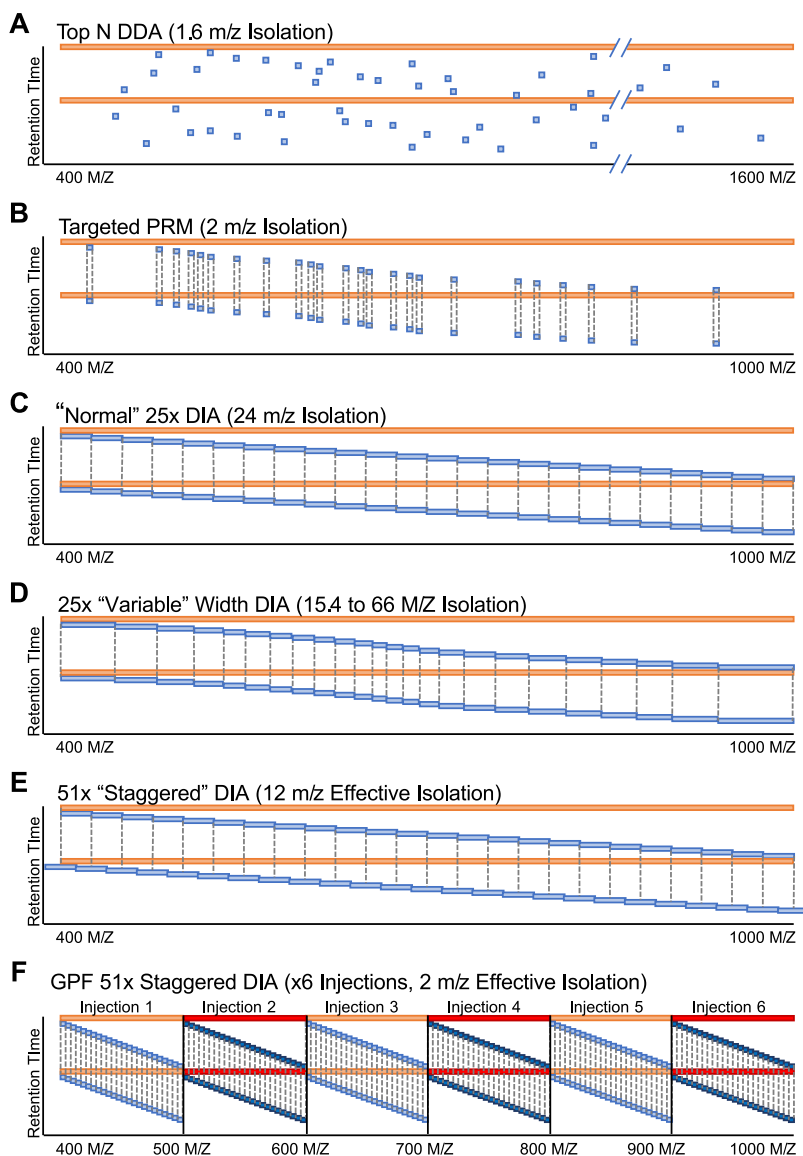 A
Top N DDA (1.6 m/z Isolation)
Retention TIme
400 M/Z 1600 M/Z
B
Targeted PRM (2 m/z Isolation)
Retention TIme
400 M/Z 1000 M/Z
C
“Normal” 25x DIA (24 m/z Isolation)
Retention TIme
400 M/Z 1000 M/Z
D
25x “Variable” Width DIA (15.4 to 66 M/Z Isolation)
Retention TIme
400 M/Z 1000 M/Z
E
51x “Staggered” DIA (12 m/z Effective Isolation)
Retention TIme
400 M/Z 1000 M/Z
F
GPF 51x Staggered DIA (x6 Injections, 2 m/z Effective Isolation)
Injection 1 Injection 2 Injection 3 Injection 4 Injection 5 Injection 6
Retention TIme
400 M/Z 500 M/Z 600 M/Z 700 M/Z 800 M/Z 900 M/Z 1000 M/Z